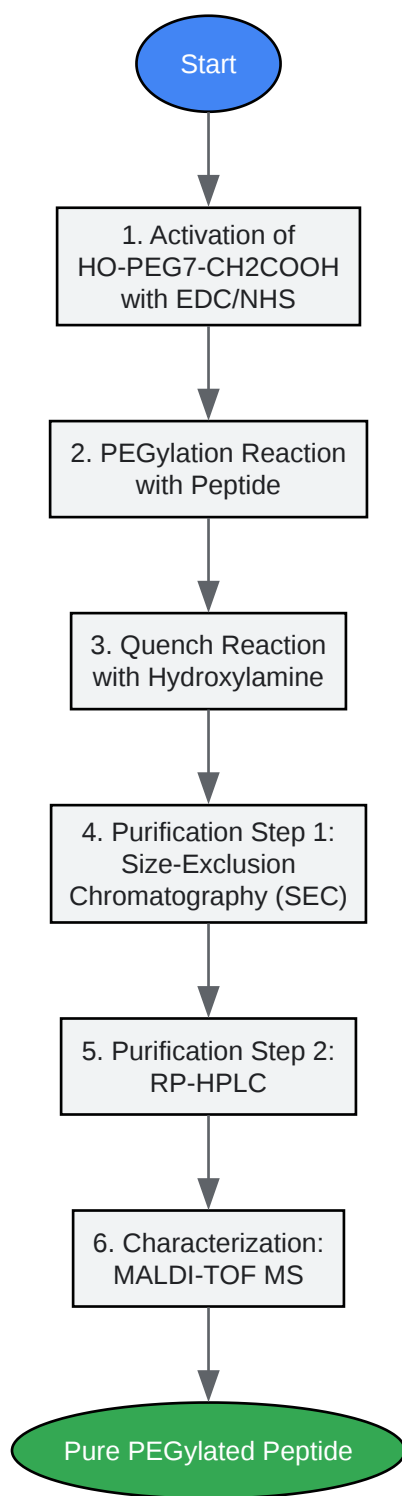 Start
1. Activation of
HO-PEG7-CH2COOH
with EDC/NHS
2. PEGylation Reaction
with Peptide
3. Quench Reaction
with Hydroxylamine
4. Purification Step 1:
Size-Exclusion
Chromatography (SEC)
5. Purification Step 2:
RP-HPLC
6. Characterization:
MALDI-TOF MS
Pure PEGylated Peptide